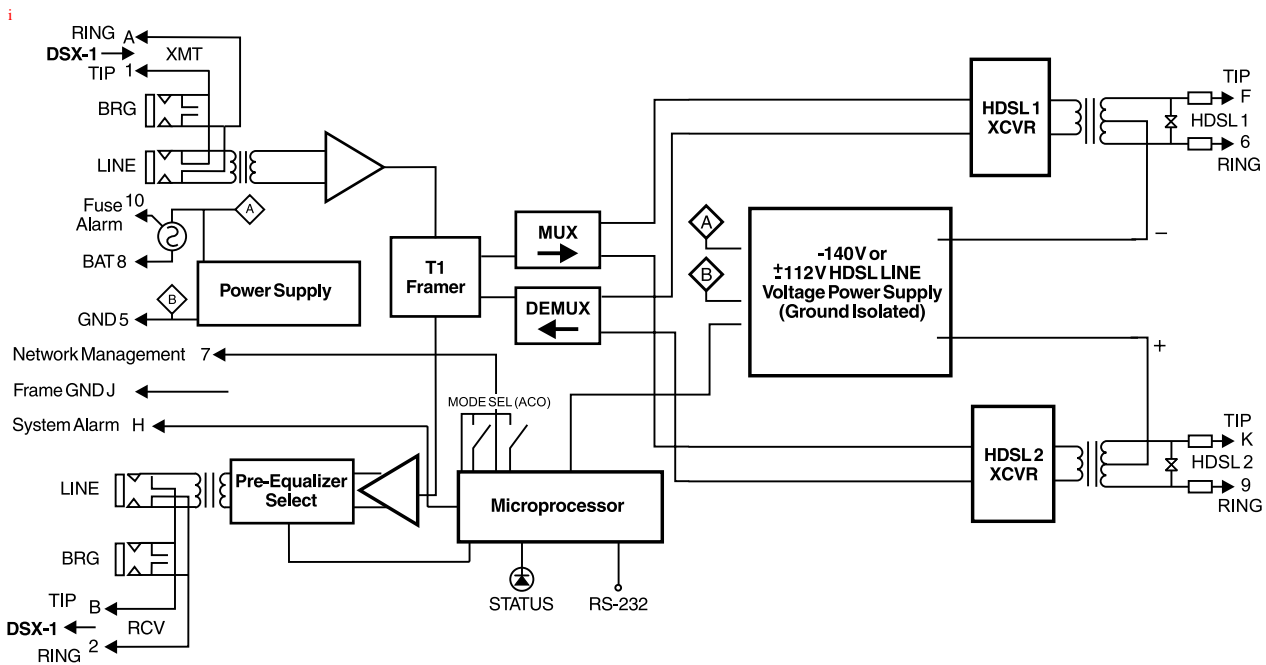 i
RING A
DSX-1 XMT
TIP 1
BRG
LINE
Fuse 10
Alarm
A
BAT 8
B
GND 5
Power Supply
Network Management 7
Frame GND J
System Alarm H
LINE
BRG
TIP B
DSX-1 RCV
RING 2
Pre-Equalizer
Select
T1
Framer
MUX
DEMUX
MODE SEL (ACO)
Microprocessor
STATUS
RS-232
A
B
-140V or
±112V HDSL LINE
Voltage Power Supply
(Ground Isolated)
−
+
HDSL 1
XCVR
TIP
F
HDSL 1
6
RING
HDSL 2
XCVR
TIP
K
HDSL 2
9
RING